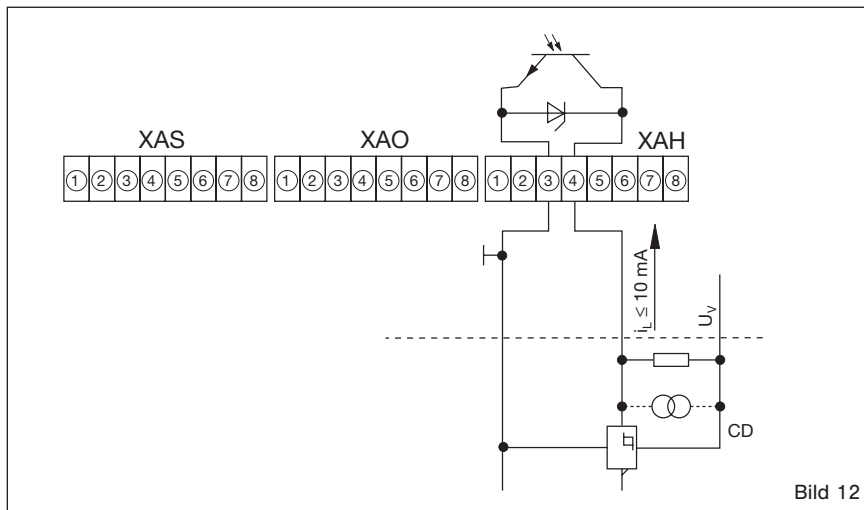 XAS XAO XAH
① ② ③ ④ ⑤ ⑥ ⑦ ⑧ ① ② ③ ④ ⑤ ⑥ ⑦ ⑧ ① ② ③ ④ ⑤ ⑥ ⑦ ⑧
i_L ≤ 10 mA
U_V
CD
Bild 12